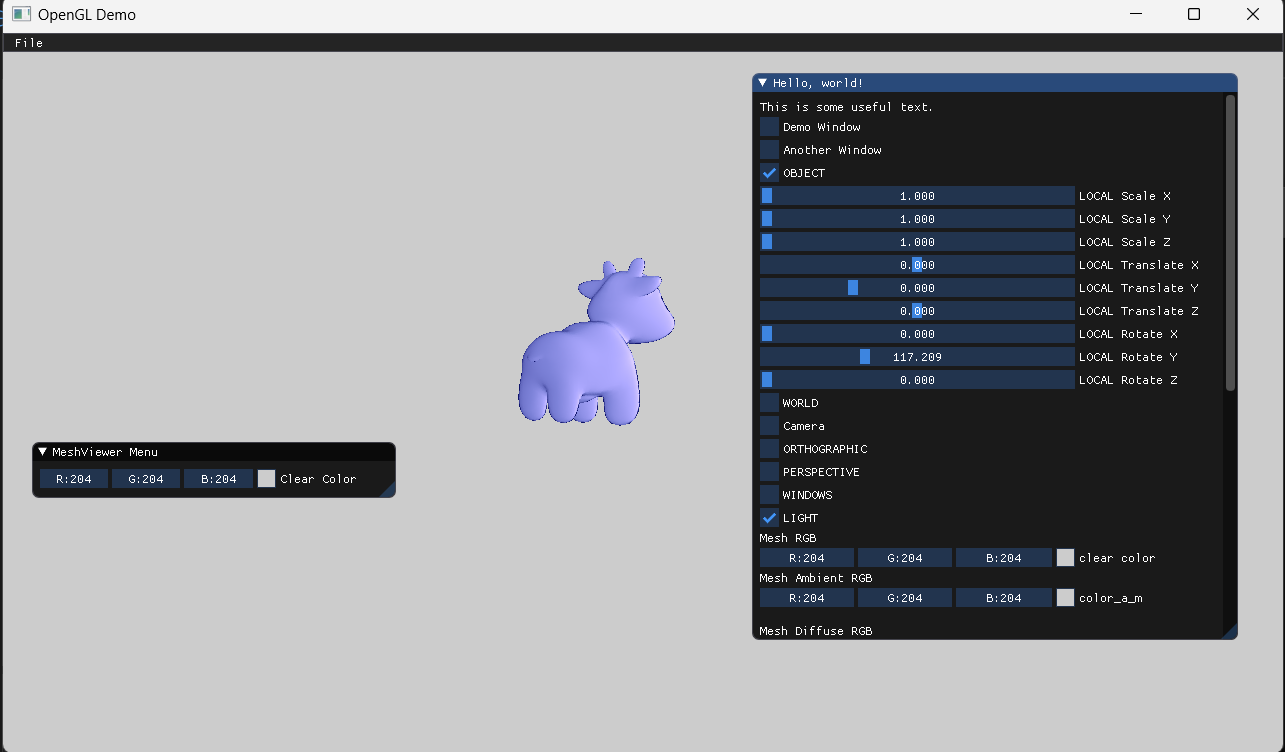 OpenGL Demo
File
Hello, world!
This is some useful text.
Demo Window
Another Window
OBJECT
1.000 LOCAL Scale X
1.000 LOCAL Scale Y
1.000 LOCAL Scale Z
0.000 LOCAL Translate X
0.000 LOCAL Translate Y
0.000 LOCAL Translate Z
0.000 LOCAL Rotate X
117.209 LOCAL Rotate Y
0.000 LOCAL Rotate Z
WORLD
Camera
ORTHOGRAPHIC
PERSPECTIVE
WINDOWS
LIGHT
Mesh RGB
R:204 G:204 B:204 clear color
Mesh Ambient RGB
R:204 G:204 B:204 color_a_m
Mesh Diffuse RGB
MeshViewer Menu
R:204 G:204 B:204 Clear Color